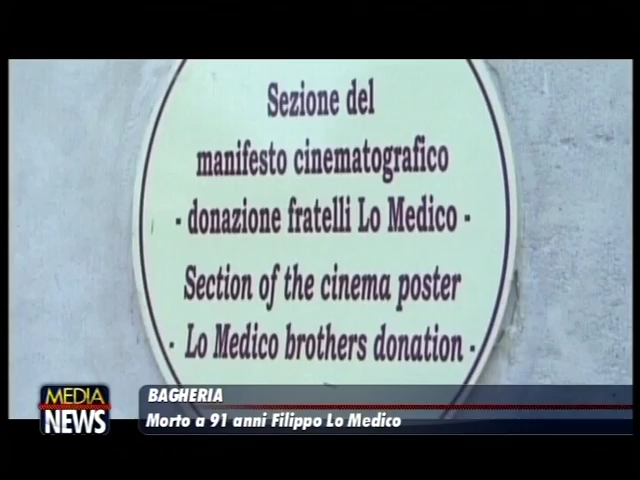 Sezione del
manifesto cinematografico
- donazione fratelli Lo Medico -
Section of the cinema poster
- Lo Medico brothers donation -
MEDIA
NEWS
BAGHERIA
Morto a 91 anni Filippo Lo Medico